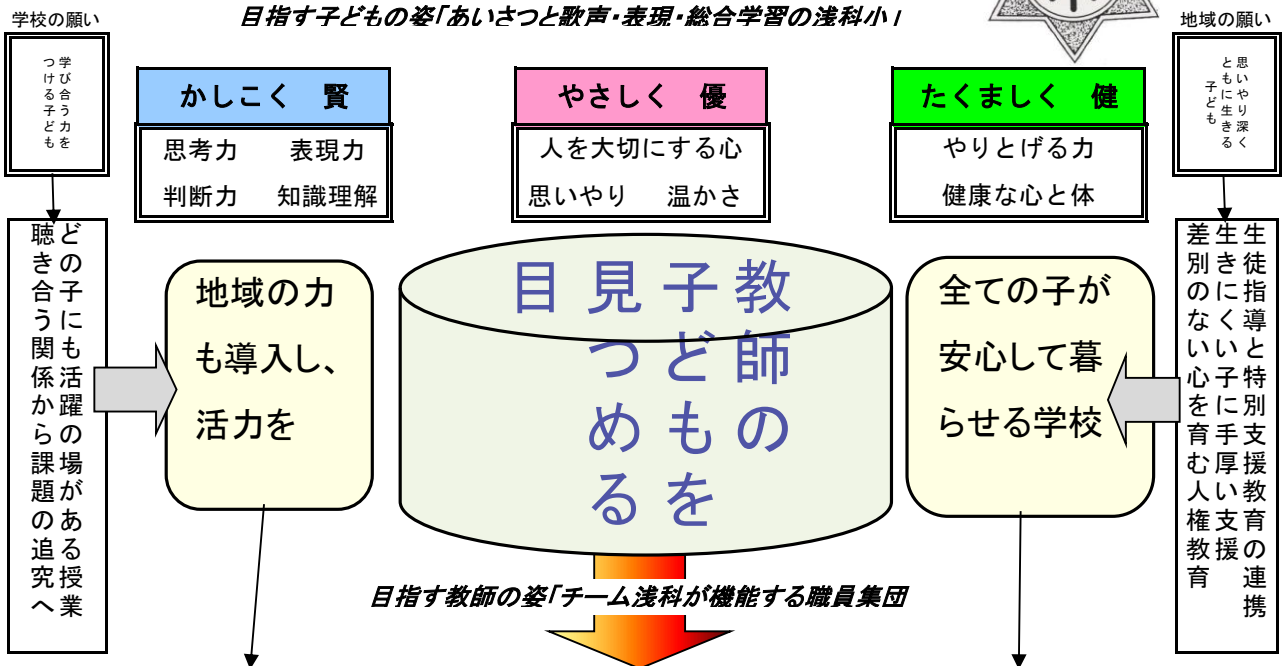 目指す子どもの姿「あいさつと歌声・表現・総合学習の浅科小」
学校の願い
学び合う力を
つける子ども
地域の願い
思いやり深く
ともに生きる
子ども
かしこく　賢
思考力　表現力
判断力　知識理解
やさしく　優
人を大切にする心
思いやり　温かさ
たくましく　健
やりとげる力
健康な心と体
どの子にも活躍の場がある授業
聴き合う関係から課題の追究へ
地域の力
も導入し、
活力を
教師の
子どもを
見つめる
目
全ての子が
安心して暮
らせる学校
生徒指導と特別支援教育の連携
生きにくい子に手厚い支援
差別のない心を育む人権教育
目指す教師の姿「チーム浅科が機能する職員集団